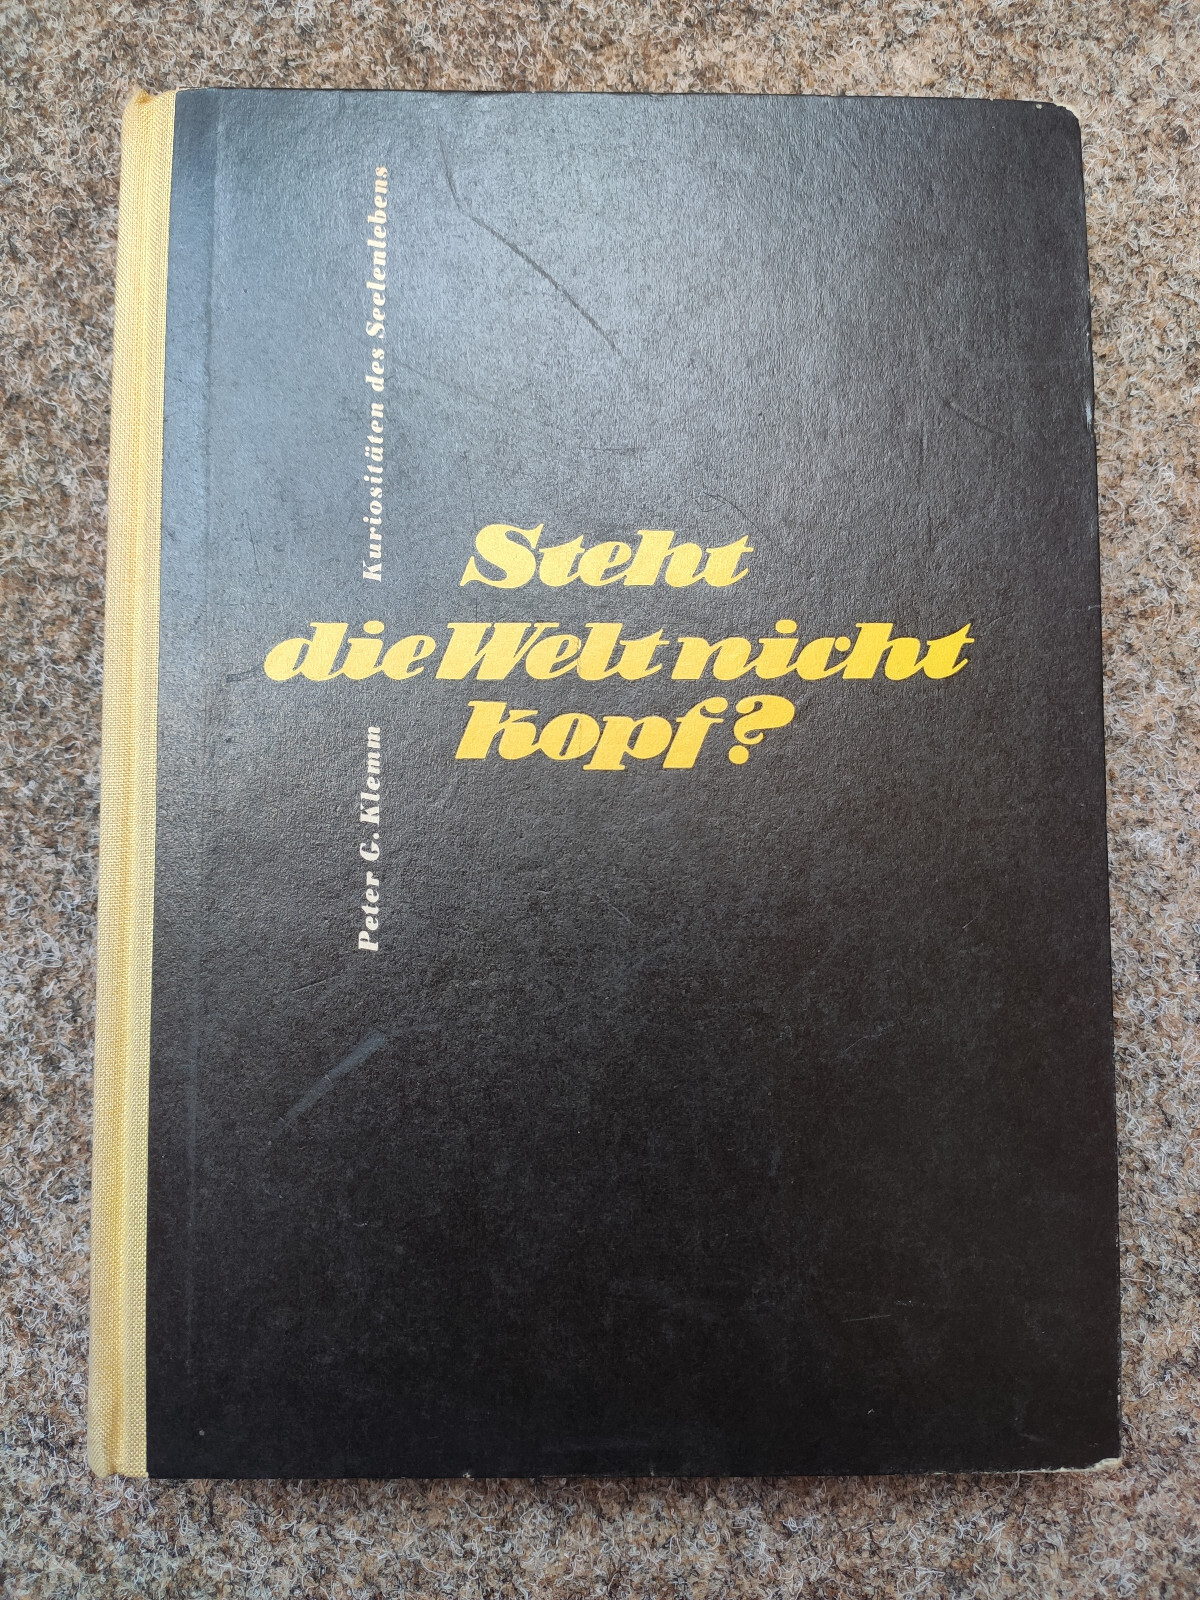 Peter G. Klemm
Kuriositäten des Seelenlebens
Steht
die Welt nicht
kopf?